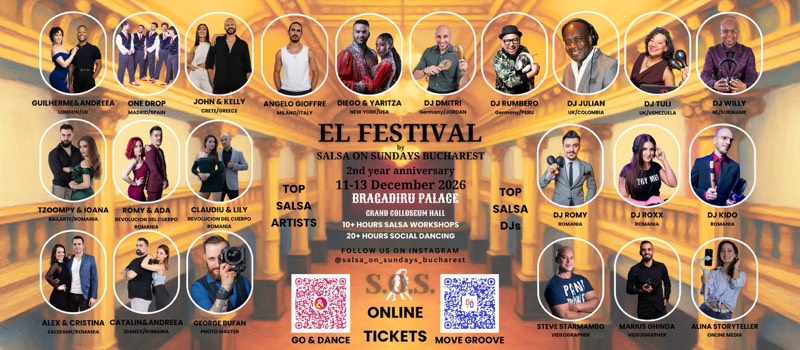 GUILHERME&ANDREEA
LONDON/UK
ONE DROP
MADRID/SPAIN
JOHN & KELLY
CRETE/GREECE
ANGELO GIOFFRE
MILANO/ITALY
DIEGO & YARITZA
NEW YORK/USA
DJ DMITRI
Germany/JORDAN
DJ RUMBERO
Germany/PERU
DJ JULIAN
UK/COLOMBIA
DJ TULI
UK/VENEZUELA
DJ WILLY
NL/SURINAME
EL FESTIVAL
by
SALSA ON SUNDAYS BUCHAREST
2nd year anniversary
11-13 December 2026
BRAGADIRU PALACE
GRAND COLLOSEUM HALL
10+ HOURS SALSA WORKSHOPS
20+ HOURS SOCIAL DANCING
FOLLOW US ON INSTAGRAM
@salsa_on_sundays_bucharest
TZOOMPY & IOANA
BAILARTE/ROMANIA
ROMY & ADA
REVOLUCION DEL CUERPO
ROMANIA
CLAUDIU & LILY
REVOLUCION DEL CUERPO
ROMANIA
TOP
SALSA
ARTISTS
TOP
SALSA
DJs
DJ ROMY
ROMANIA
DJ ROXX
ROMANIA
DJ KIDO
ROMANIA
ALEX & CRISTINA
SALSEAME/ROMANIA
CATALIN&ANDREEA
GEORGE BUFAN
PHOTO MASTER
S.O.S.
ONLINE
TICKETS
GO & DANCE
MOVE GROOVE
STEVE STARMAMBO
VIDEOGRAPHER
MARIUS GHINDA
VIDEOGRAPHER
ALINA STORYTELLER
ONLINE MEDIA